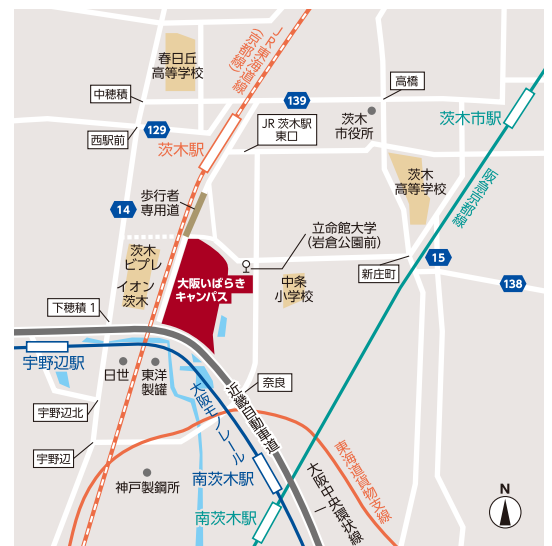 春日丘
高等学校
JR東海道線
(京都線)
中穂積
139
高橋
茨木
市役所
茨木市駅
129
西駅前
茨木駅
JR 茨木駅
東口
歩行者
専用道
14
茨木
高等学校
阪急京都線
立命館大学
(岩倉公園前)
茨木
ビブレ
イオン
茨木
大阪いばらき
キャンパス
中条
小学校
15
新庄町
138
下穂積 1
宇野辺駅
日世
東洋
製罐
奈良
大阪モノレール
近畿自動車道
宇野辺北
宇野辺
神戸製鋼所
南茨木駅
南茨木駅
大阪中央環状線
東海道貨物支線
N